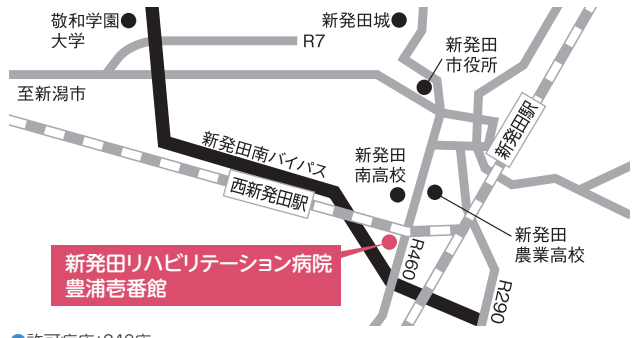 敬和学園
大学
新発田城
R7
新発田
市役所
至新潟市
新発田駅
新発田南バイパス
新発田
南高校
西新発田駅
新発田
農業高校
新発田リハビリテーション病院
豊浦壱番館
R460
R290